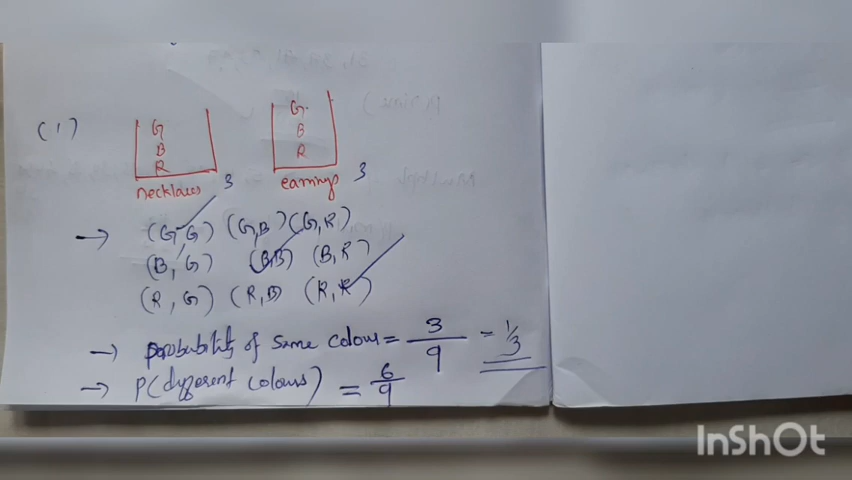 (1)
G G
B B
R R
necklaces 3 earrings 3
→ (G,G) (G,B) (G,R)
(B,G) (B,B) (B,R)
(R,G) (R,B) (R,R)
→ probability of same colour = 3/9 = 1/3
→ P(different colours) = 6/9
InShOt